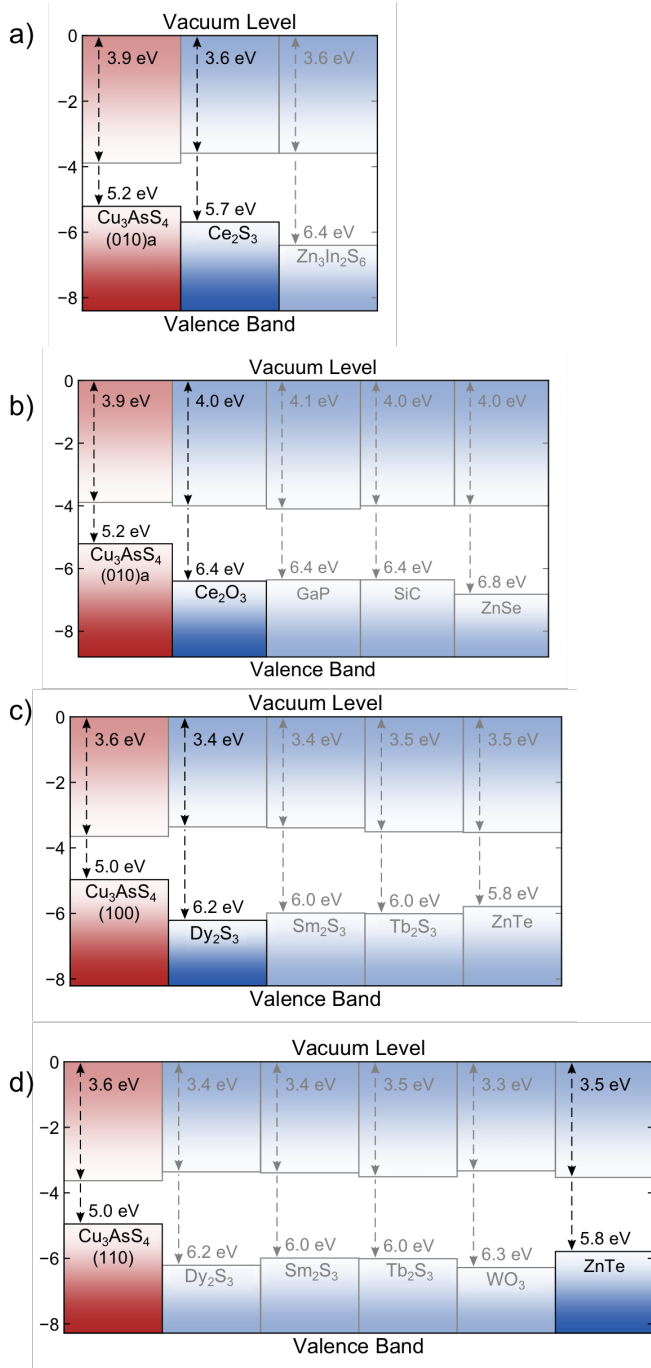 a)
Vacuum Level
0
3.9 eV 3.6 eV 3.6 eV
−2
−4
5.2 eV 5.7 eV 6.4 eV
Cu₃AsS₄ Ce₂S₃ Zn₃In₂S₆
(010)a
−6
−8
Valence Band
b)
Vacuum Level
0
3.9 eV 4.0 eV 4.1 eV 4.0 eV 4.0 eV
−2
−4
5.2 eV 6.4 eV 6.4 eV 6.4 eV 6.8 eV
Cu₃AsS₄ Ce₂O₃ GaP SiC ZnSe
(010)a
−6
−8
Valence Band
c)
Vacuum Level
0
3.6 eV 3.4 eV 3.4 eV 3.5 eV 3.5 eV
−2
−4
5.0 eV 6.2 eV 6.0 eV 6.0 eV 5.8 eV
Cu₃AsS₄ Dy₂S₃ Sm₂S₃ Tb₂S₃ ZnTe
(100)
−6
−8
Valence Band
d)
Vacuum Level
0
3.6 eV 3.4 eV 3.4 eV 3.5 eV 3.3 eV 3.5 eV
−2
−4
5.0 eV 6.2 eV 6.0 eV 6.0 eV 6.3 eV 5.8 eV
Cu₃AsS₄ Dy₂S₃ Sm₂S₃ Tb₂S₃ WO₃ ZnTe
(110)
−6
−8
Valence Band